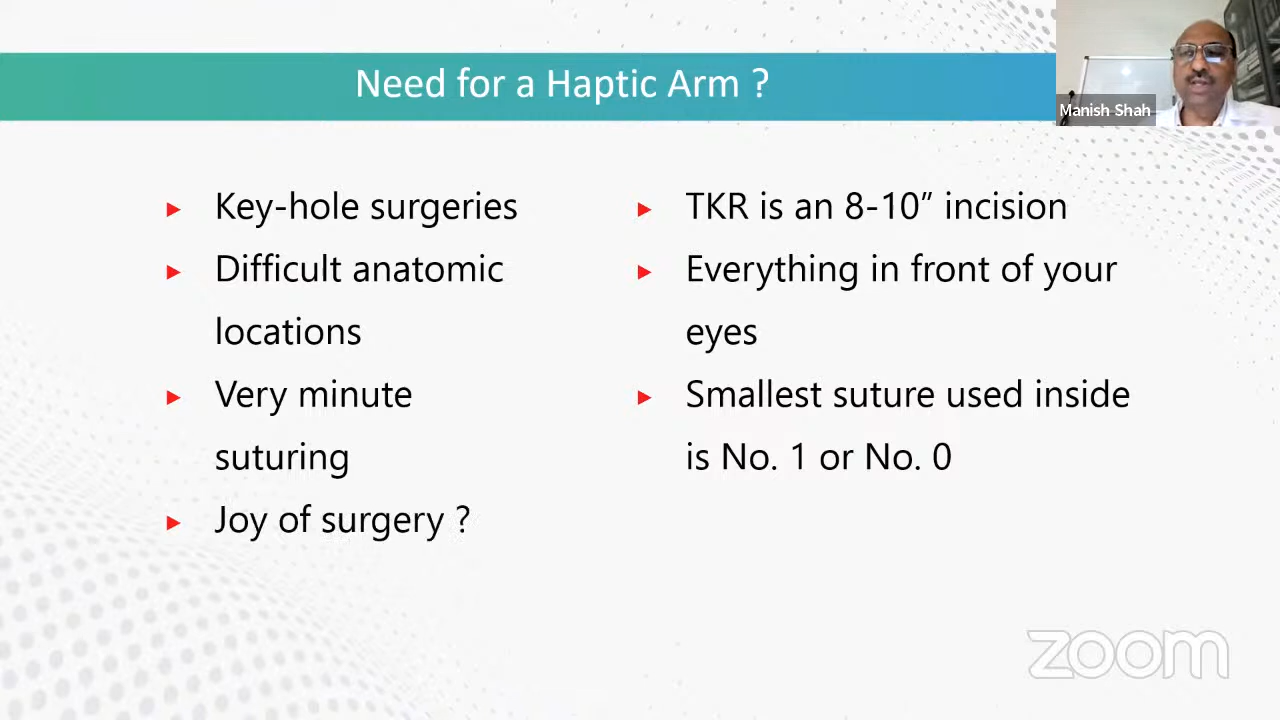 Need for a Haptic Arm ?
Manish Shah
Key-hole surgeries
Difficult anatomic
locations
Very minute
suturing
Joy of surgery ?
TKR is an 8-10” incision
Everything in front of your
eyes
Smallest suture used inside
is No. 1 or No. 0
zoom